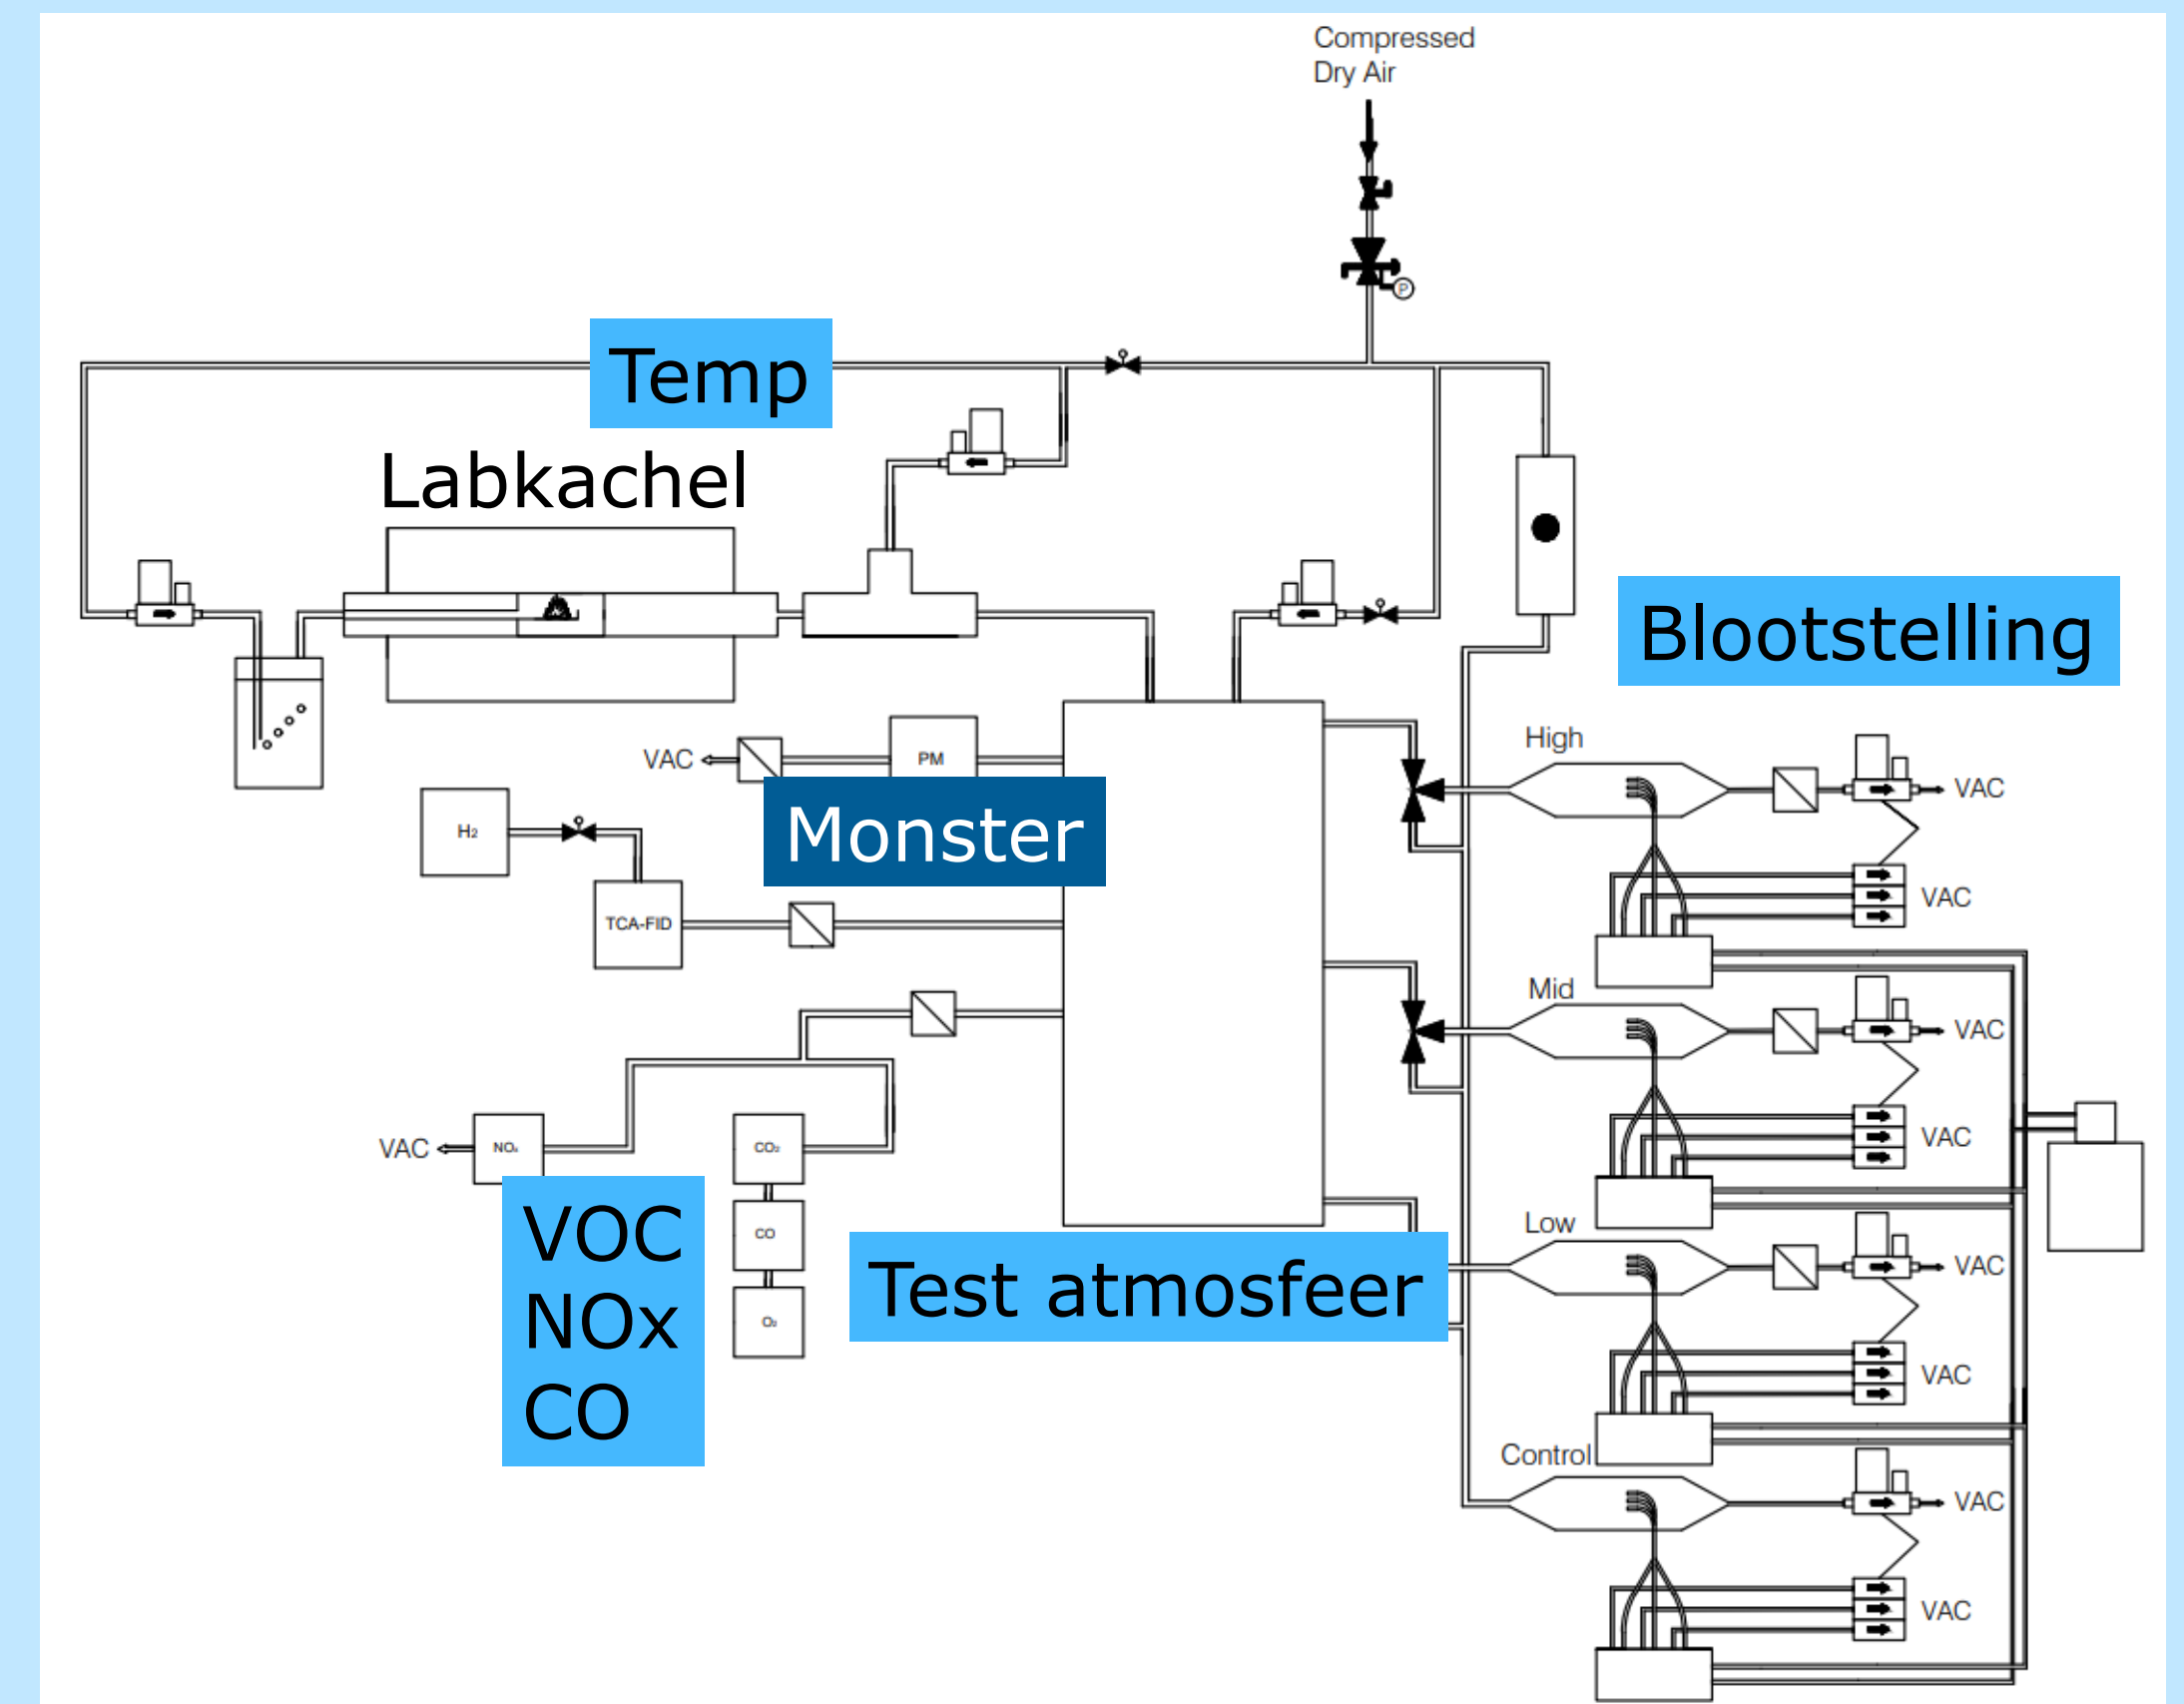 Compressed
Dry Air
P
Temp
Labkachel
Blootstelling
High
VAC
PM
VAC
Monster
H2
VAC
TCA-FID
Mid
VAC
VAC
VAC
NOx
CO2
Low
VOC
NOx
CO
CO
Test atmosfeer
VAC
O2
VAC
Control
VAC
VAC